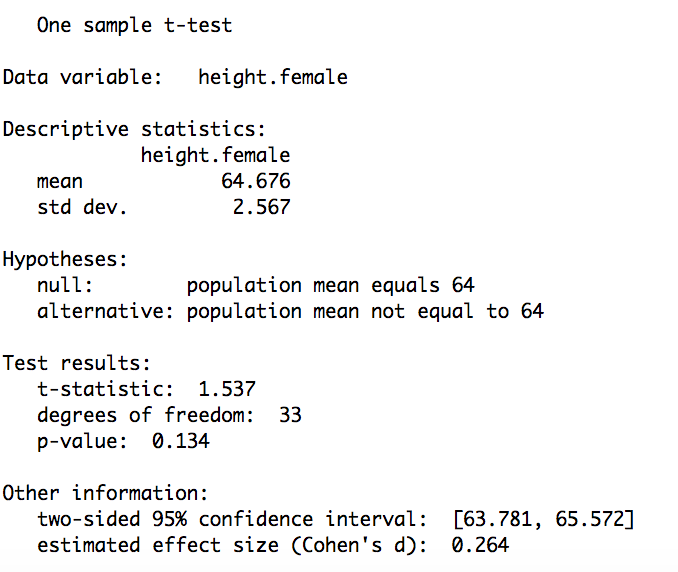 One sample t-test
Data variable: height.female
Descriptive statistics:
height.female
mean 64.676
std dev. 2.567
Hypotheses:
null: population mean equals 64
alternative: population mean not equal to 64
Test results:
t-statistic: 1.537
degrees of freedom: 33
p-value: 0.134
Other information:
two-sided 95% confidence interval: [63.781, 65.572]
estimated effect size (Cohen's d): 0.264